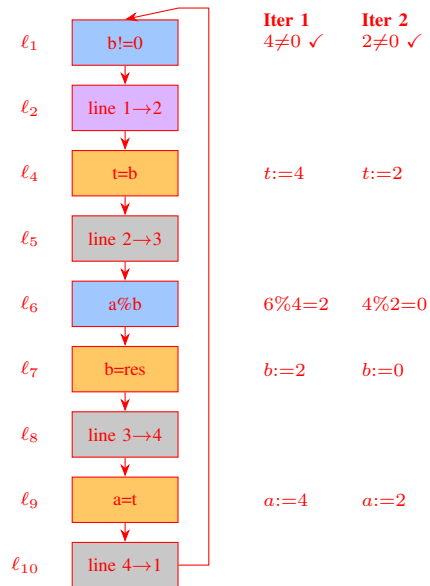 Iter 1 Iter 2
ℓ1 b!=0 4≠0 ✓ 2≠0 ✓
ℓ2 line 1→2
ℓ4 t=b t:=4 t:=2
ℓ5 line 2→3
ℓ6 a%b 6%4=2 4%2=0
ℓ7 b=res b:=2 b:=0
ℓ8 line 3→4
ℓ9 a=t a:=4 a:=2
ℓ10 line 4→1